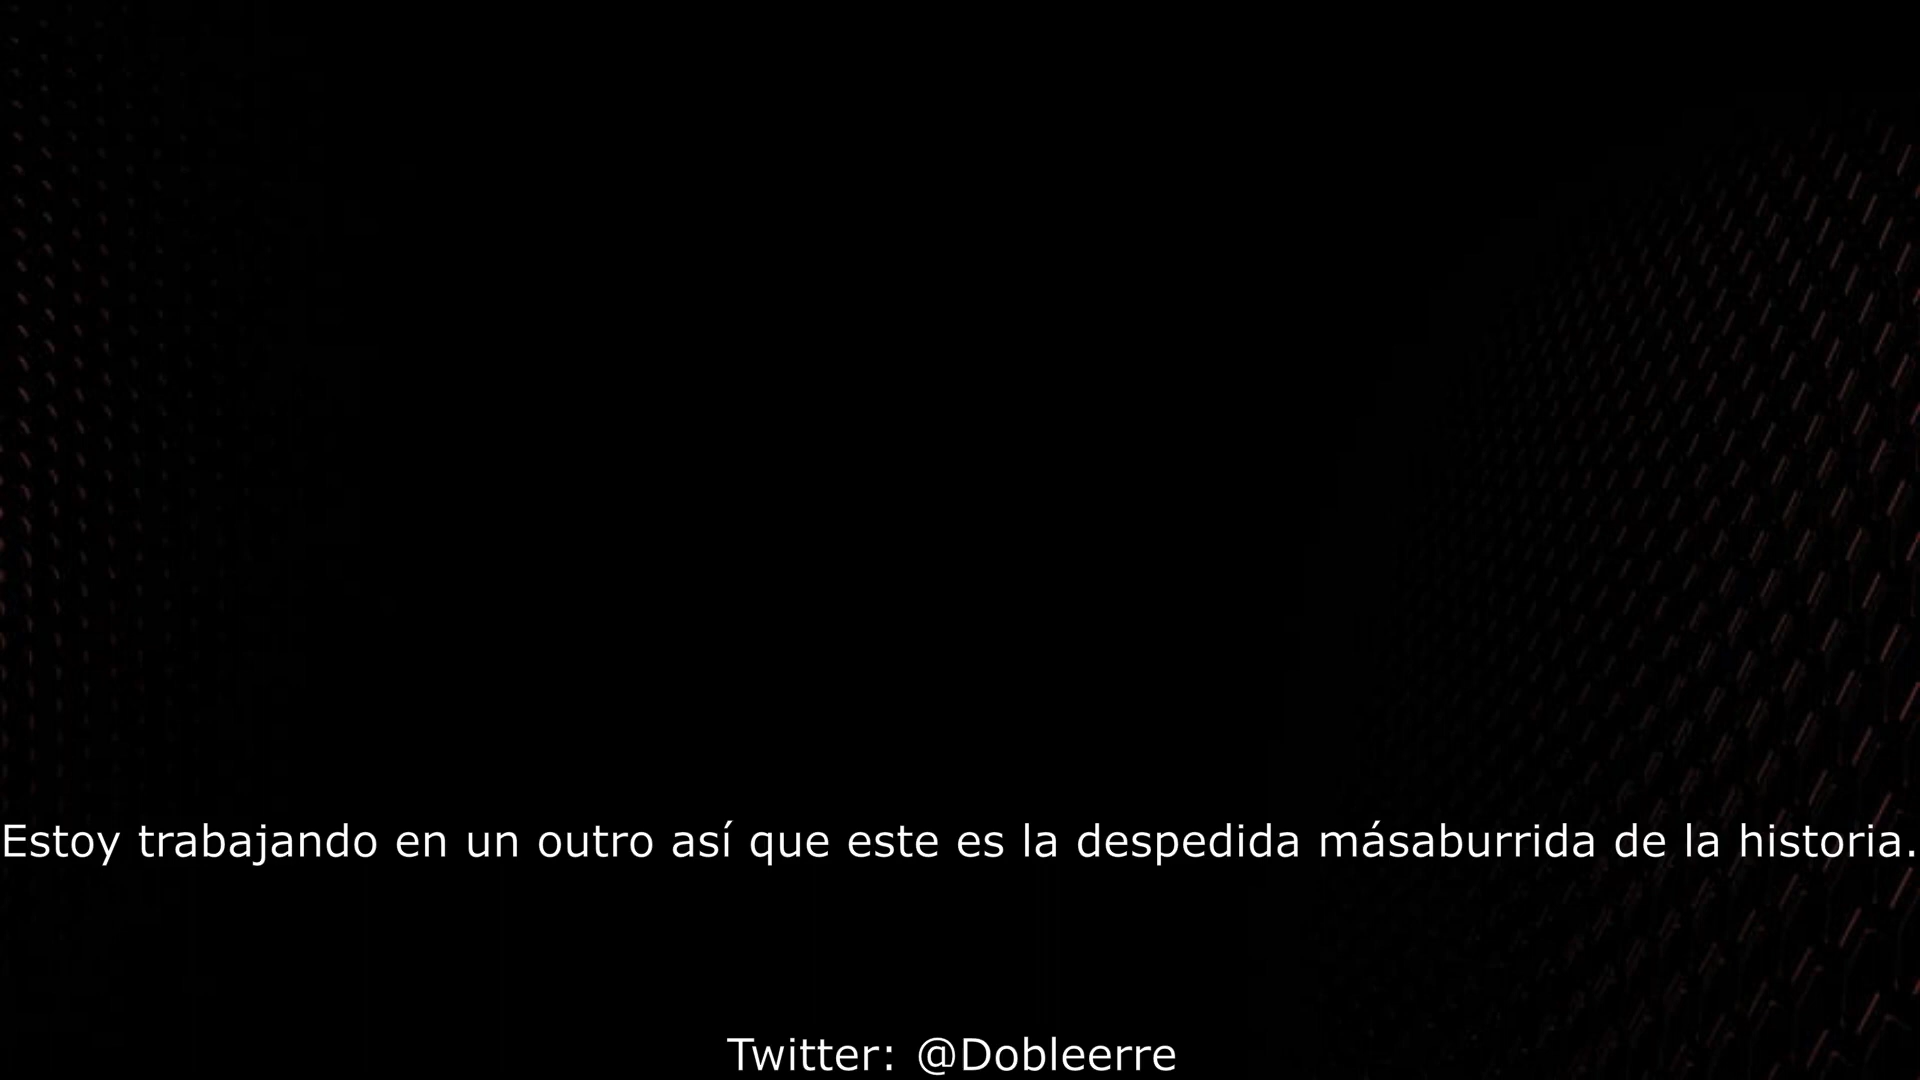 Estoy trabajando en un outro así que este es la despedida másaburrida de la historia.
Twitter: @Dobleerre